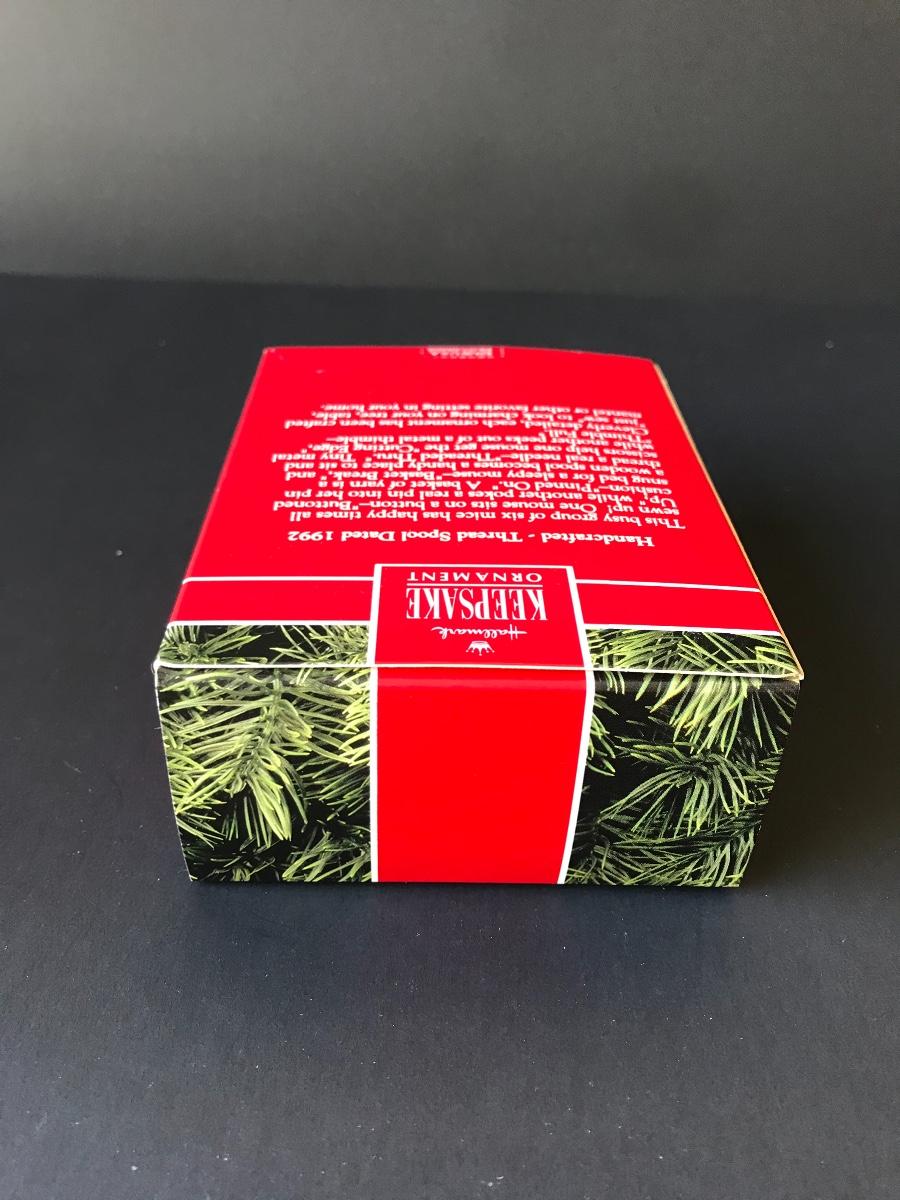 Hallmark
KEEPSAKE
ORNAMENT
Handcrafted - Thread Spool Dated 1992
This busy group of six mice has happy times all
sewn up! One mouse sits on a button–"Buttoned
Up," while another pokes a real pin into her pin
cushion–"Pinned On." A basket of yarn is a
snug bed for a sleepy mouse–"Basket Break," and
a wooden spool becomes a handy place to sit and
thread a real needle–"Threaded Thru." Tiny metal
scissors help one mouse get the "Cutting Edge,"
while another peeks out of a metal thimble–
"Thimble Full."
Cleverly detailed, each ornament has been crafted
just for you to look charming on your tree, table,
mantel or other favorite setting in your home.